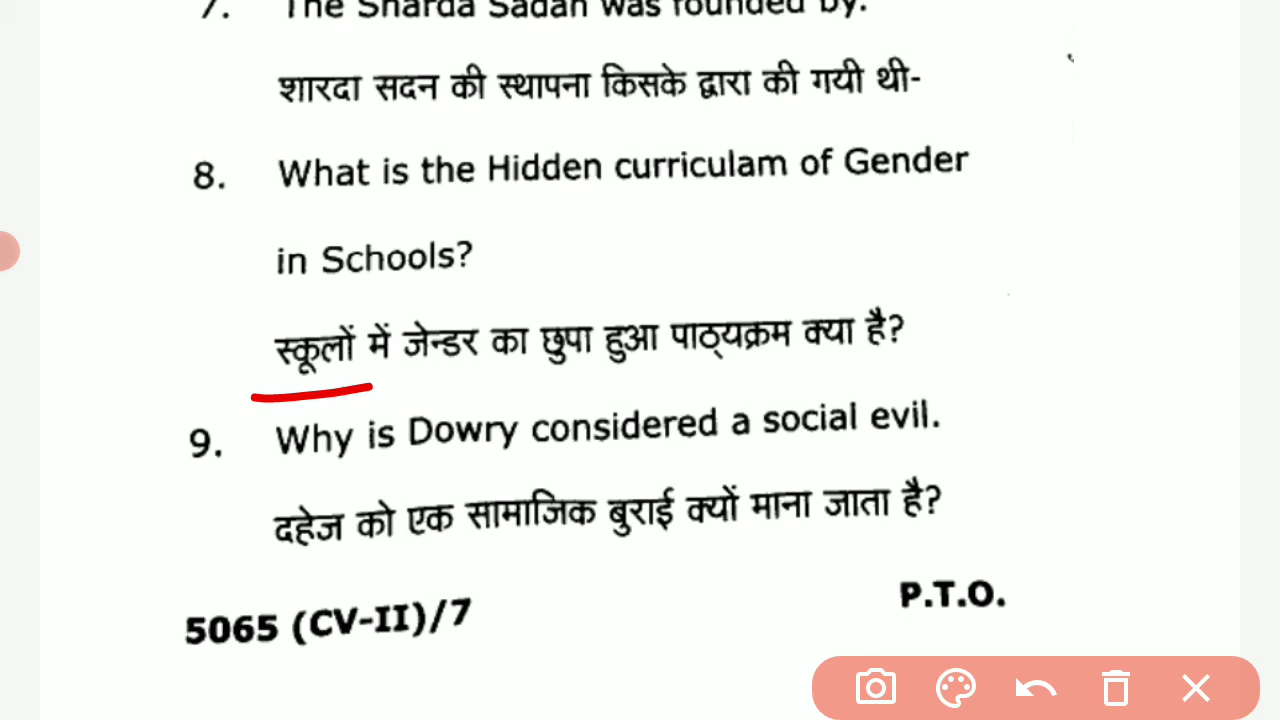 7. The Sharda Sadan was founded by.
शारदा सदन की स्थापना किसके द्वारा की गयी थी-
8. What is the Hidden curriculam of Gender
in Schools?
स्कूलों में जेन्डर का छुपा हुआ पाठ्यक्रम क्या है?
9. Why is Dowry considered a social evil.
दहेज को एक सामाजिक बुराई क्यों माना जाता है?
5065 (CV-II)/7 P.T.O.